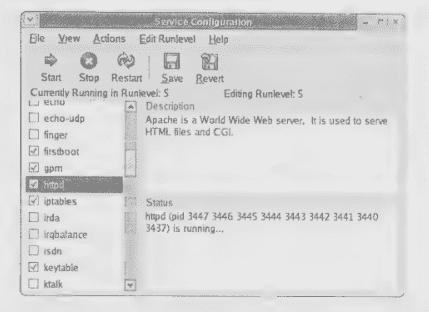 Service Configuration
File View Actions Edit Runlevel Help
Start Stop Restart Save Revert
Currently Running in Runlevel: 5 Editing Runlevel: 5
echo
echo-udp
finger
firstboot
gpm
httpd
iptables
irda
irqbalance
isdn
keytable
ktalk
Description
Apache is a World Wide Web server. It is used to serve
HTML files and CGI.
Status
httpd (pid 3447 3446 3445 3444 3443 3442 3441 3440
3437) is running...